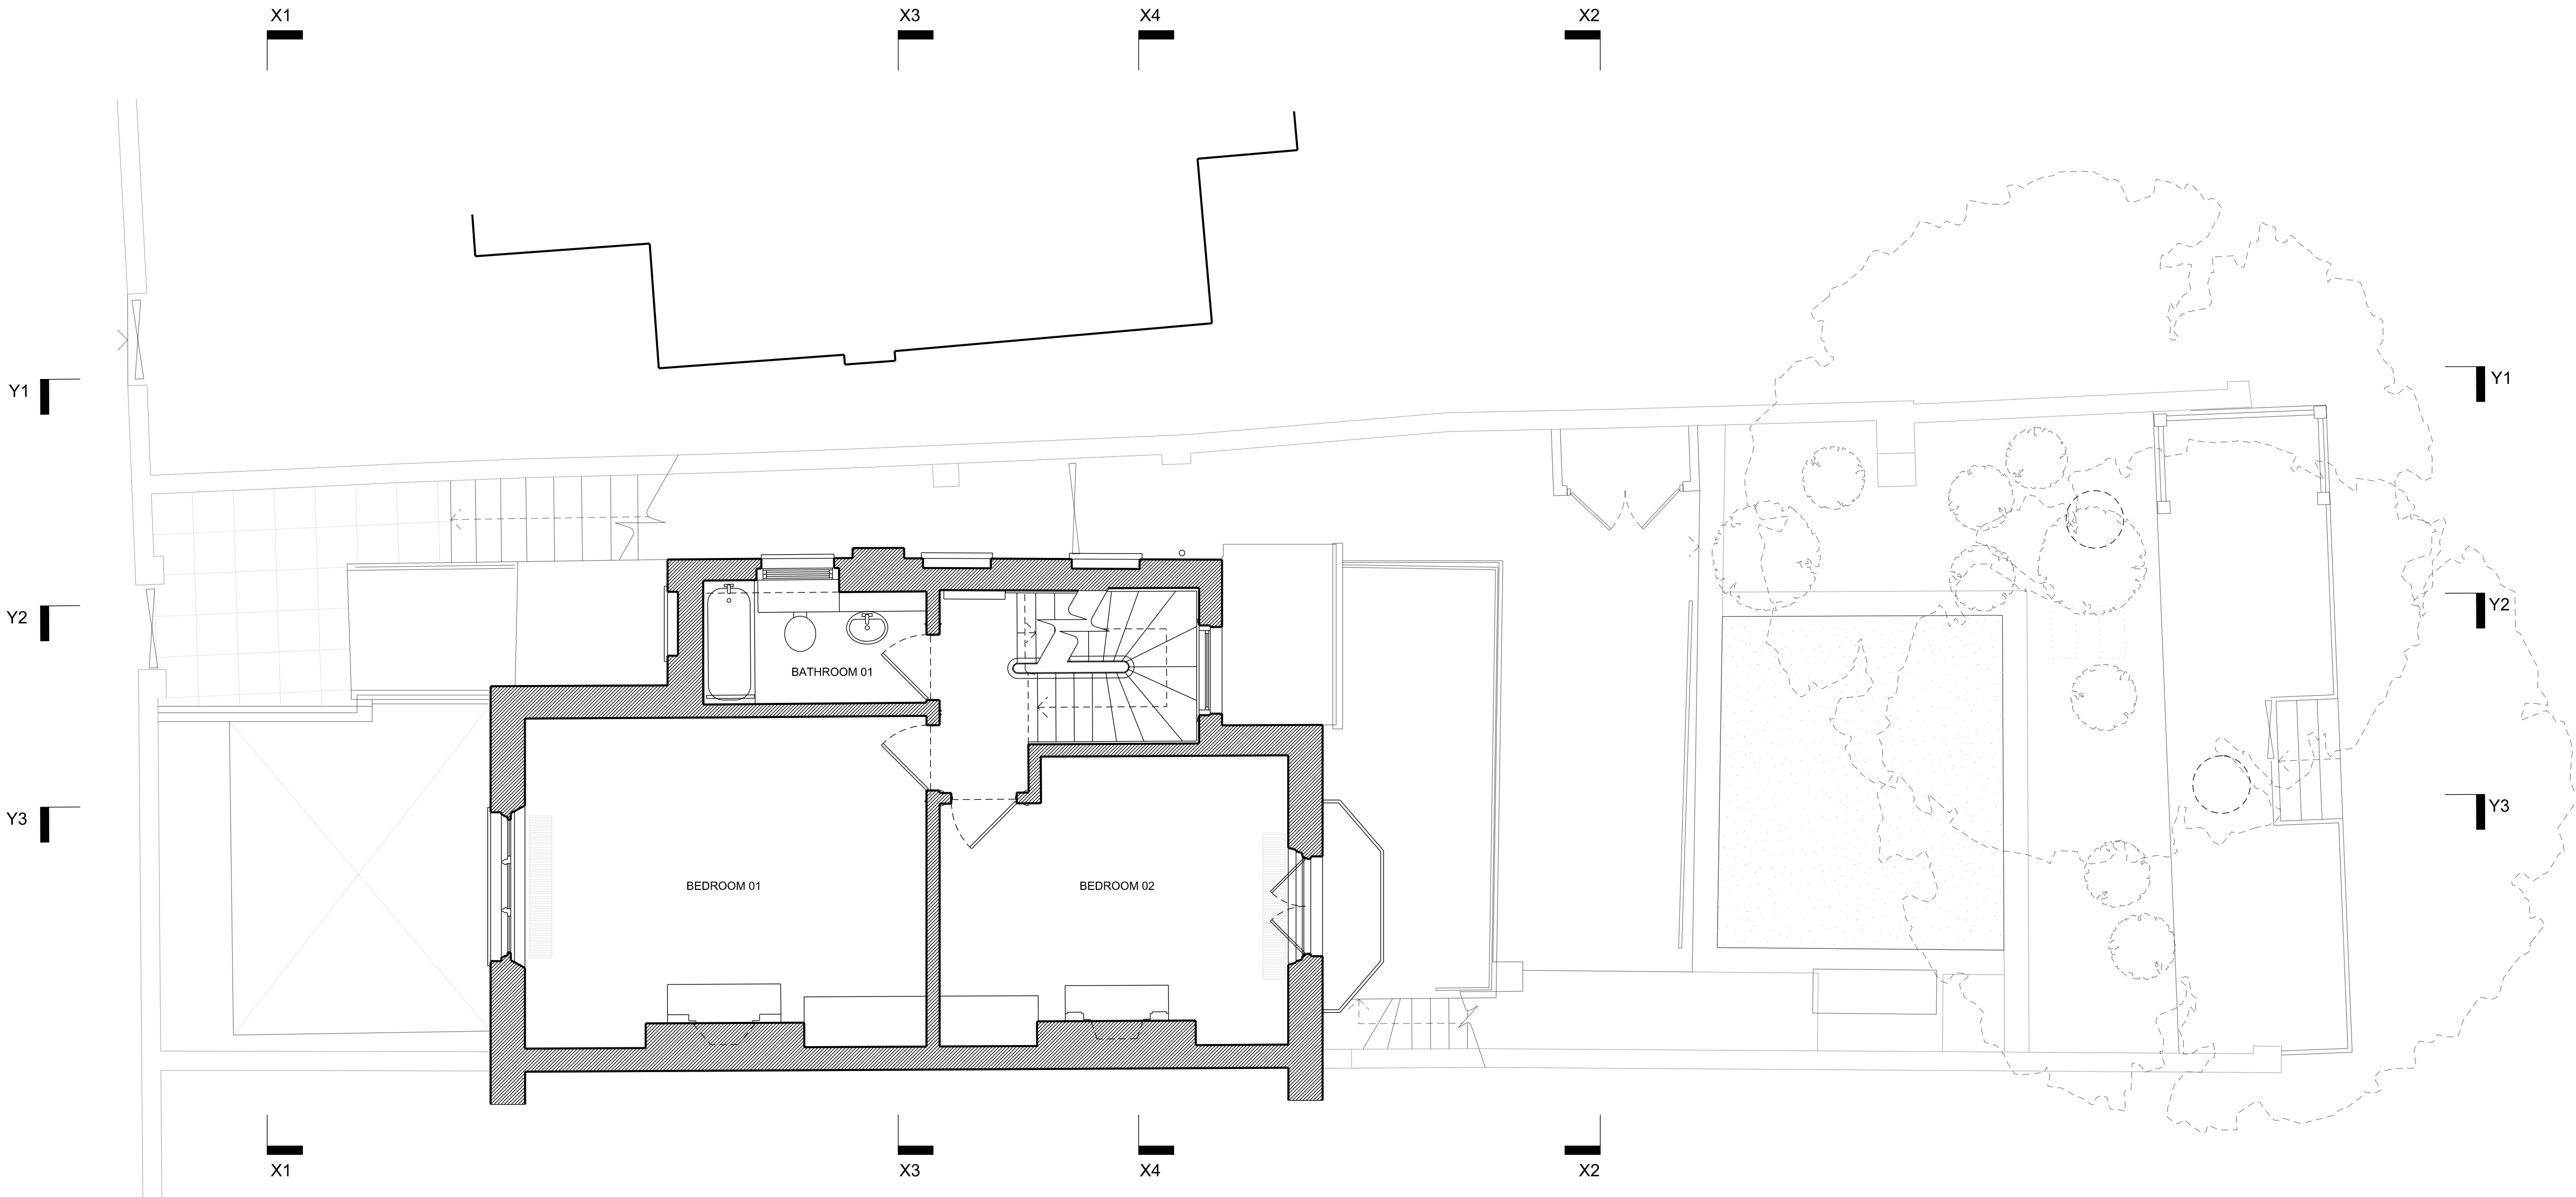 X1
X3
X4
X2
Y1
Y1
Y2
Y2
BATHROOM 01
Y3
Y3
BEDROOM 01
BEDROOM 02
X1
X3
X4
X2